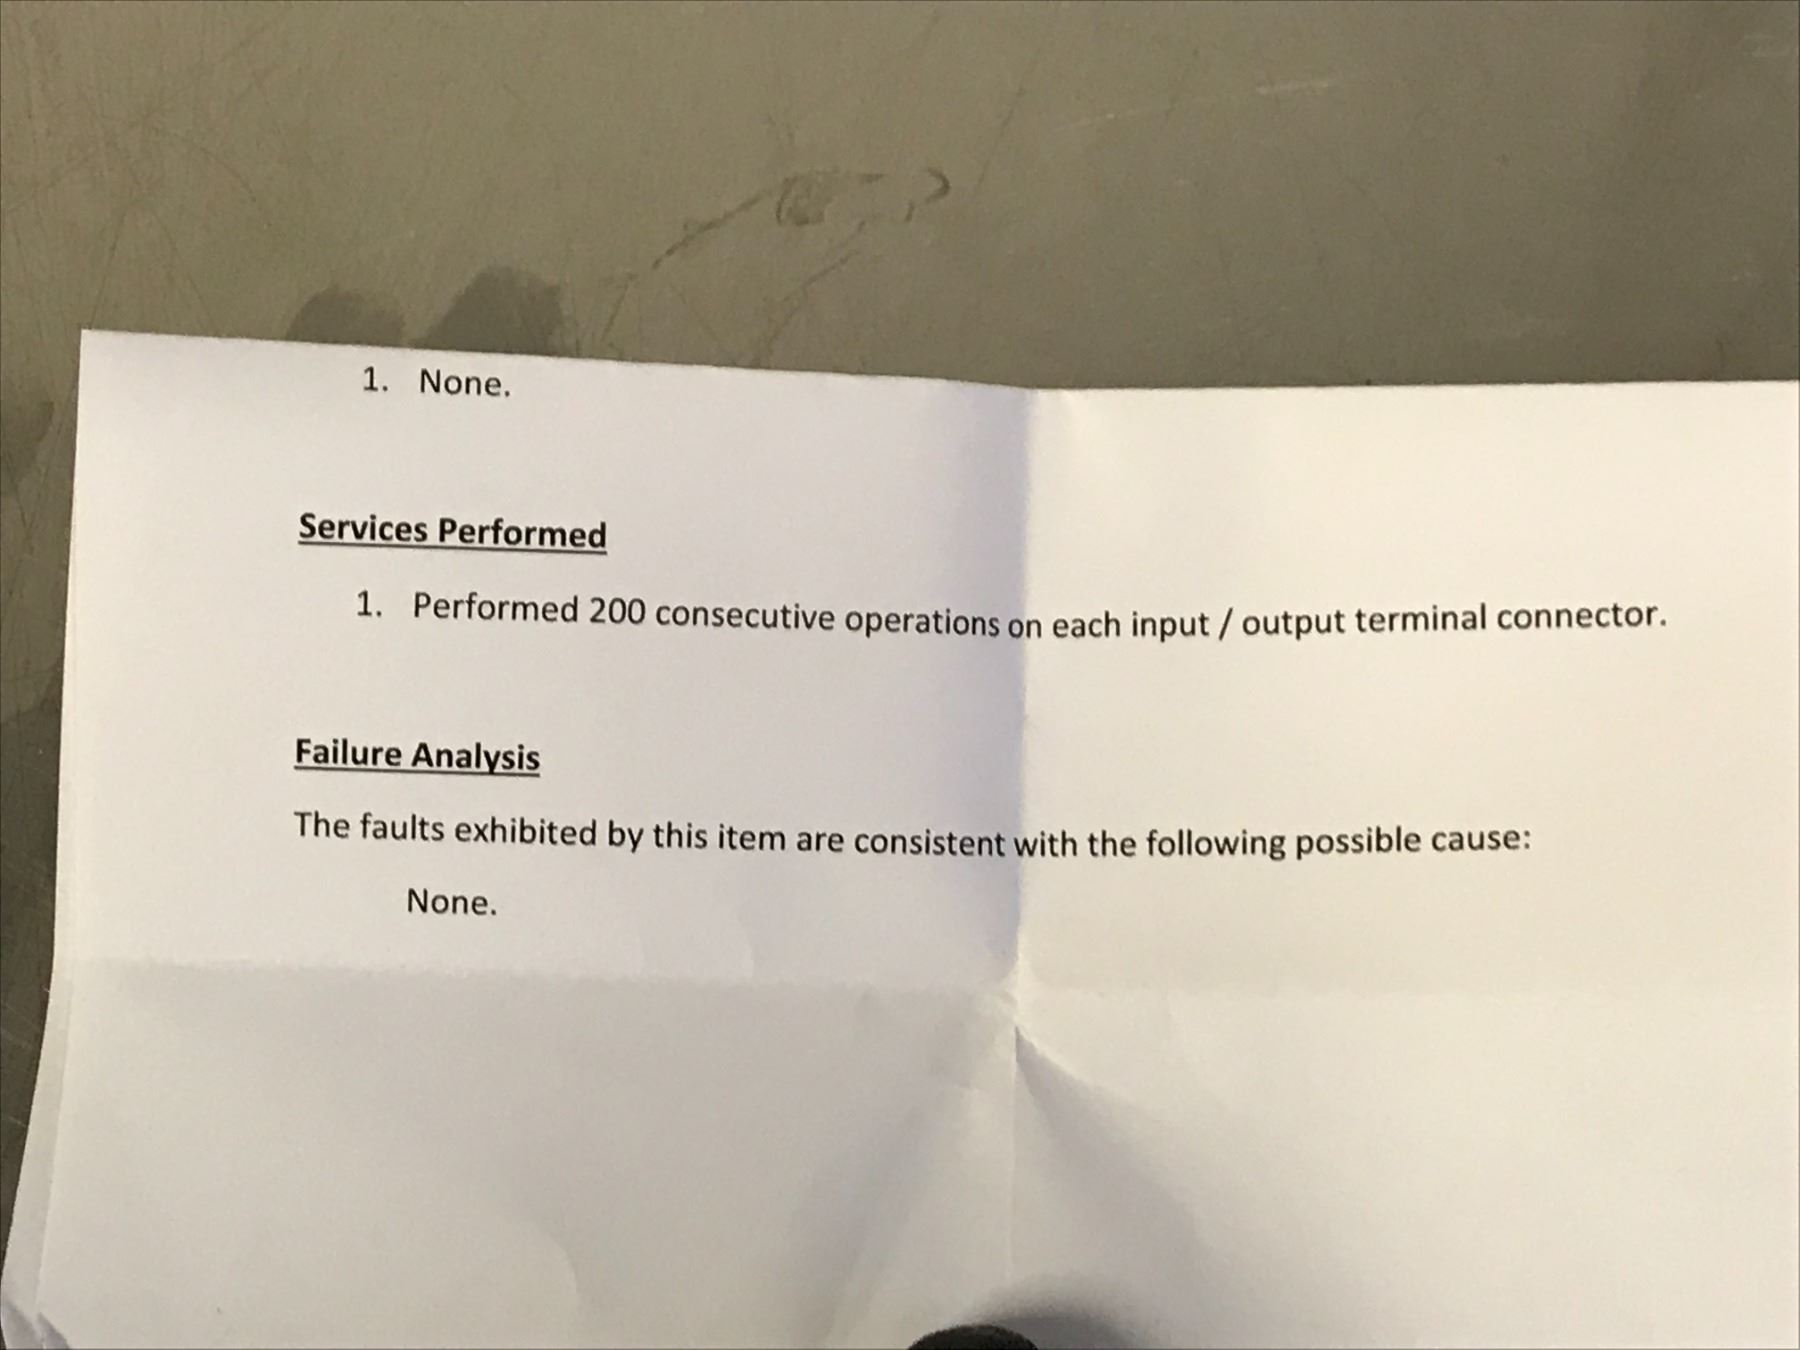 1. None.
Services Performed
1. Performed 200 consecutive operations on each input / output terminal connector.
Failure Analysis
The faults exhibited by this item are consistent with the following possible cause:
None.